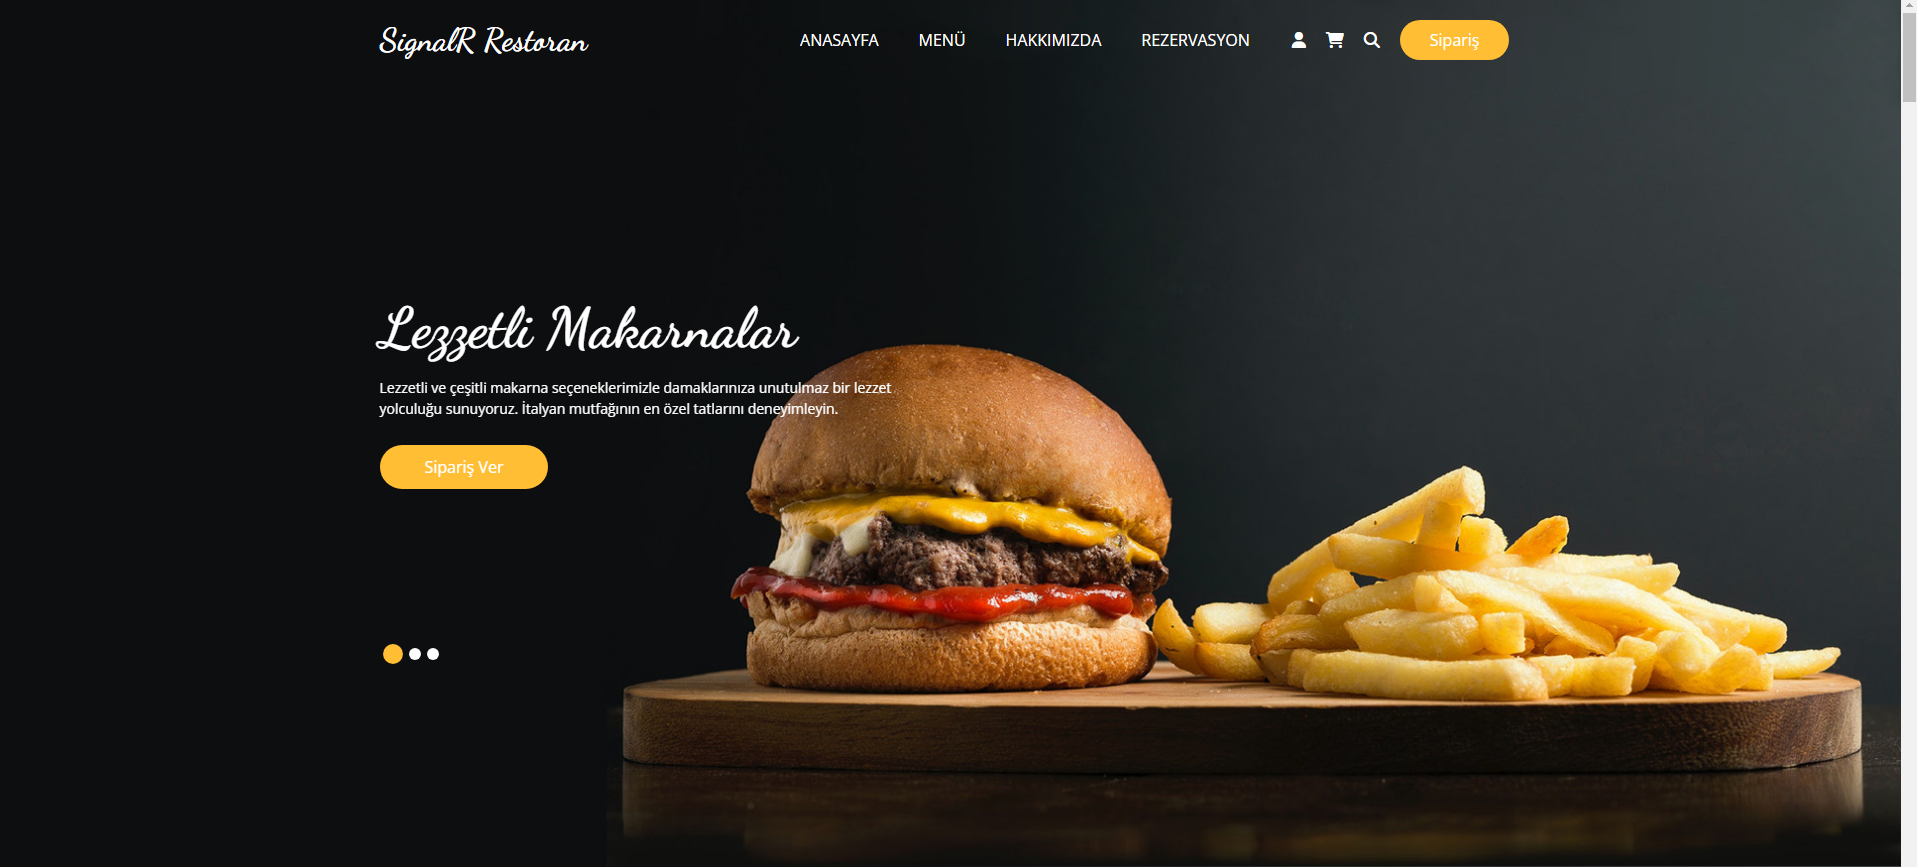 SignalR Restoran
ANASAYFA MENÜ HAKKIMIZDA REZERVASYON Sipariş
Lezzetli Makarnalar
Lezzetli ve çeşitli makarna seçeneklerimizle damaklarınıza unutulmaz bir lezzet
yolculuğu sunuyoruz. İtalyan mutfağının en özel tatlarını deneyimleyin.
Sipariş Ver